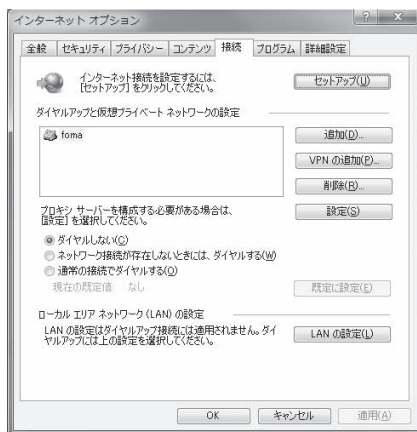 インターネット オプション
全般 セキュリティ プライバシー コンテンツ 接続 プログラム 詳細設定
インターネット接続を設定するには、
[セットアップ] をクリックしてください。
セットアップ(U)
ダイヤルアップと仮想プライベート ネットワークの設定
foma
追加(D)...
VPN の追加(P)...
削除(R)...
プロキシ サーバーを構成する必要がある場合は、
[設定] を選択してください。
設定(S)
ダイヤルしない(C)
ネットワーク接続が存在しないときには、ダイヤルする(W)
通常の接続でダイヤルする(O)
現在の既定値: なし
既定に設定(E)
ローカル エリア ネットワーク (LAN) の設定
LAN の設定はダイヤルアップ接続には適用されません。ダイ
ヤルアップには上の設定を選択してください。
LAN の設定(L)
OK キャンセル 適用(A)